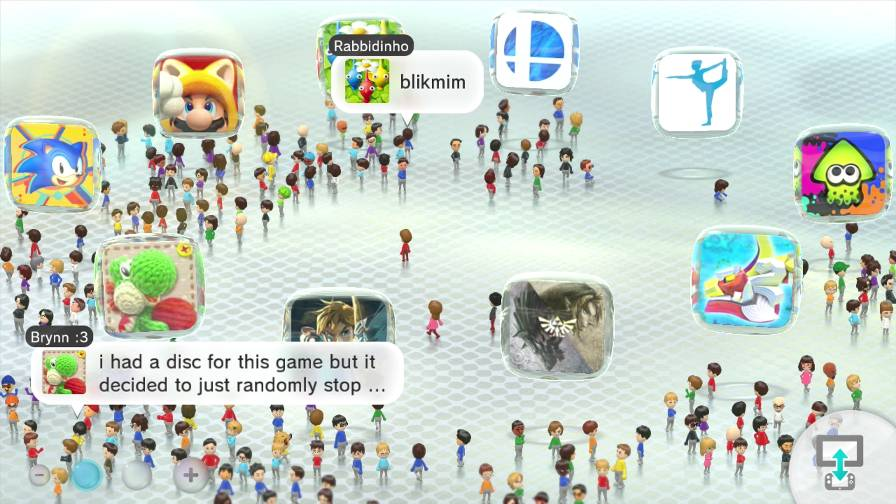 Rabbidinho
blikmim
Brynn :3
i had a disc for this game but it
decided to just randomly stop ...